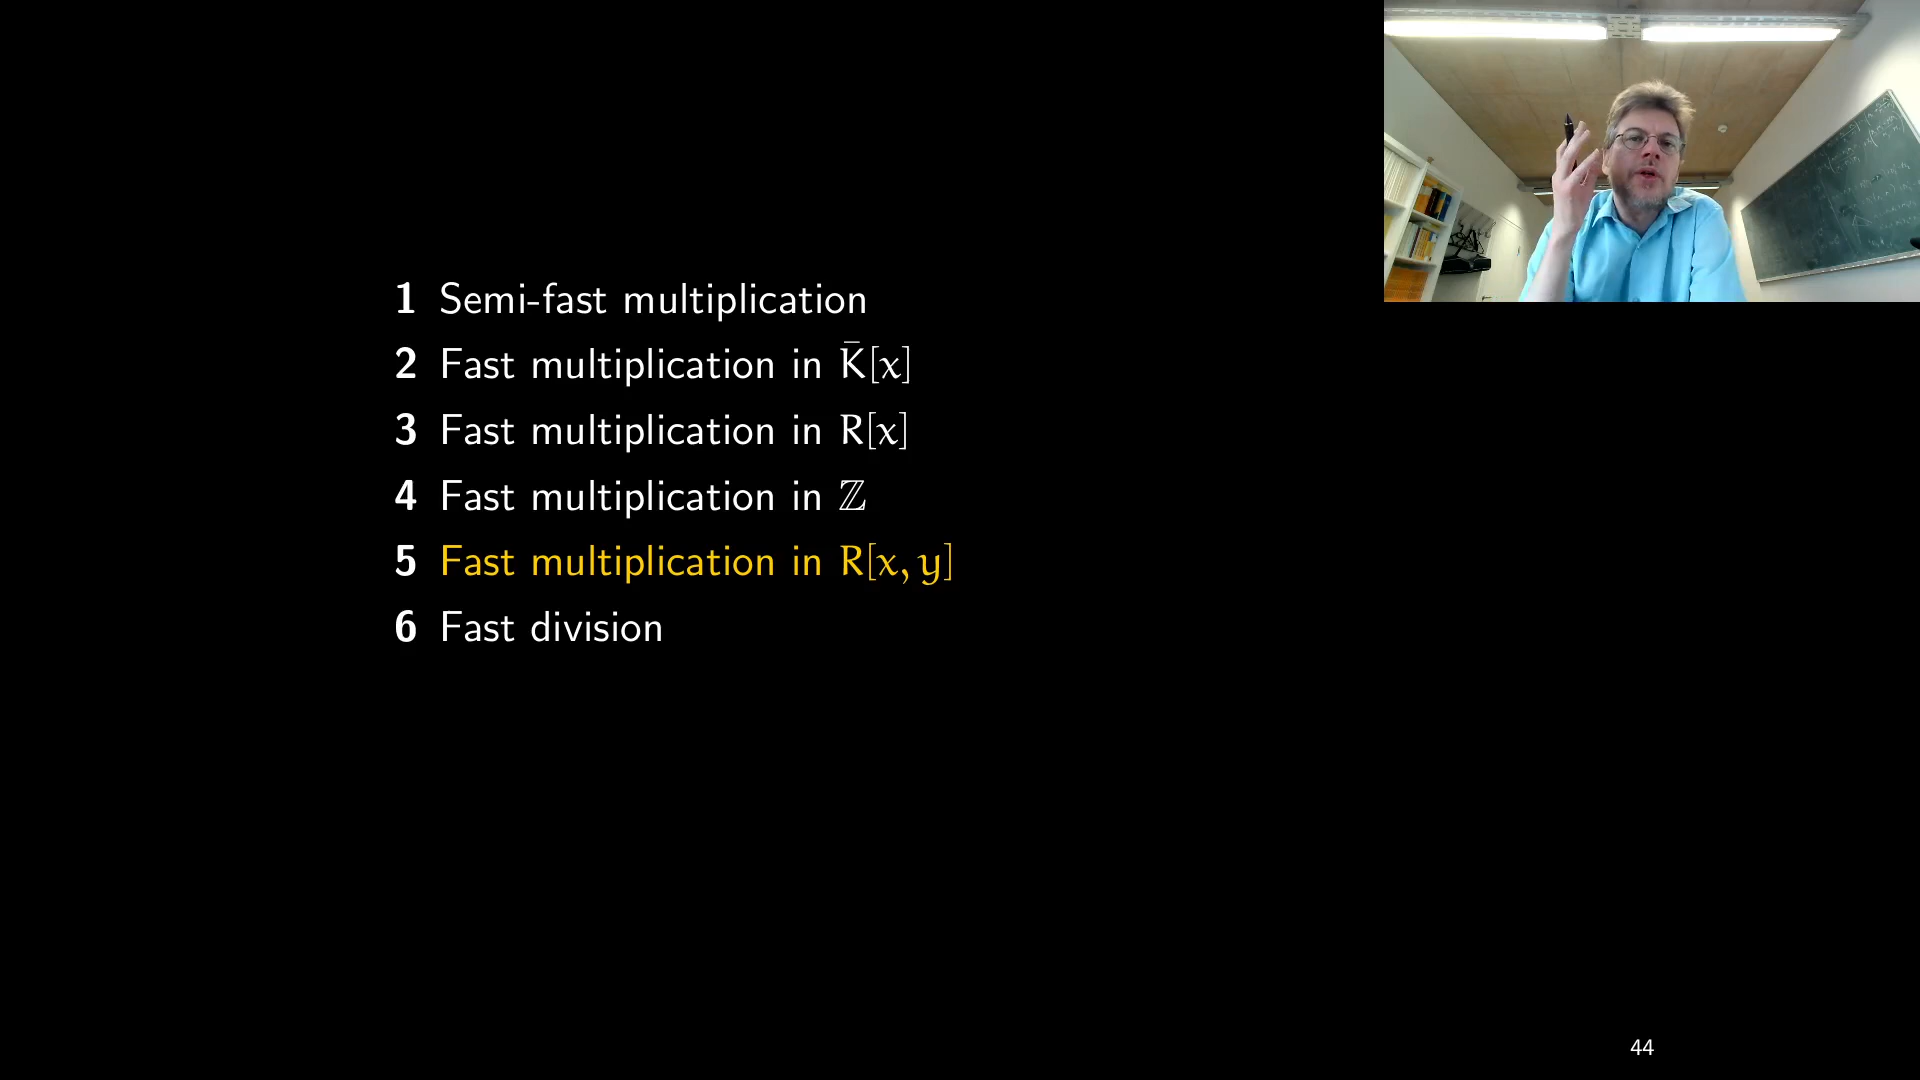 1 Semi-fast multiplication
2 Fast multiplication in K̄[x]
3 Fast multiplication in R[x]
4 Fast multiplication in ℤ
5 Fast multiplication in R[x, y]
6 Fast division
44